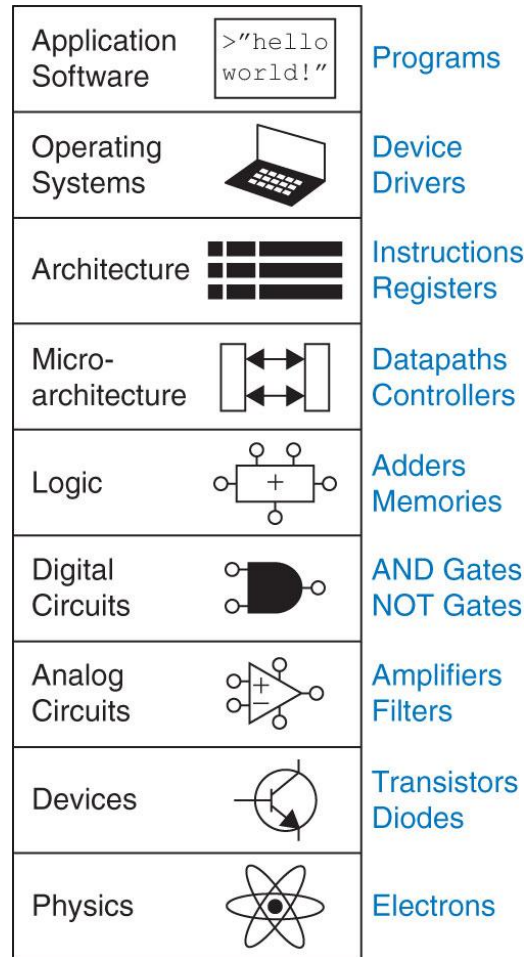 Application
Software
>"hello
world!"
Programs
Operating
Systems
Device
Drivers
Architecture
Instructions
Registers
Micro-
architecture
Datapaths
Controllers
Logic
+
Adders
Memories
Digital
Circuits
AND Gates
NOT Gates
Analog
Circuits
+
−
Amplifiers
Filters
Devices
Transistors
Diodes
Physics
Electrons